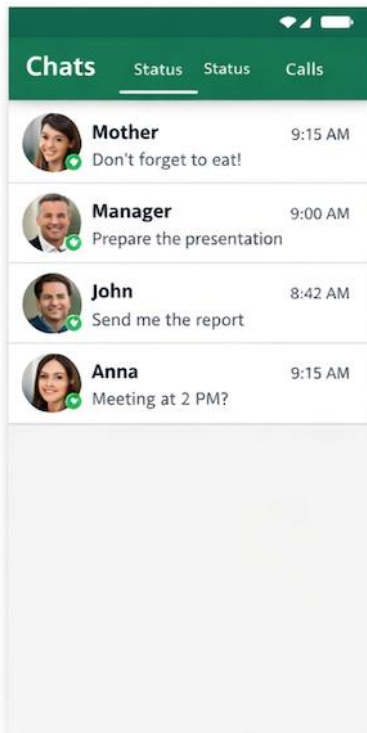 Chats Status Status Calls
Mother 9:15 AM
Don't forget to eat!
Manager 9:00 AM
Prepare the presentation
John 8:42 AM
Send me the report
Anna 9:15 AM
Meeting at 2 PM?